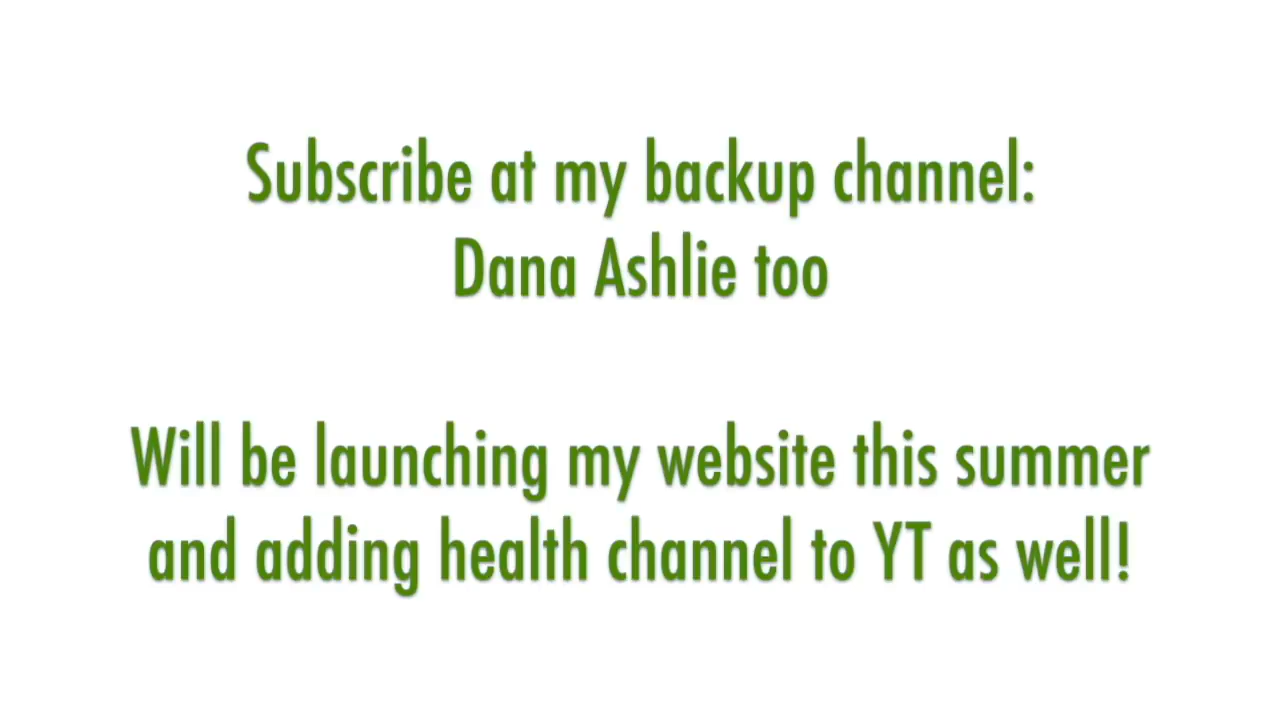 Subscribe at my backup channel:
Dana Ashlie too
Will be launching my website this summer
and adding health channel to YT as well!